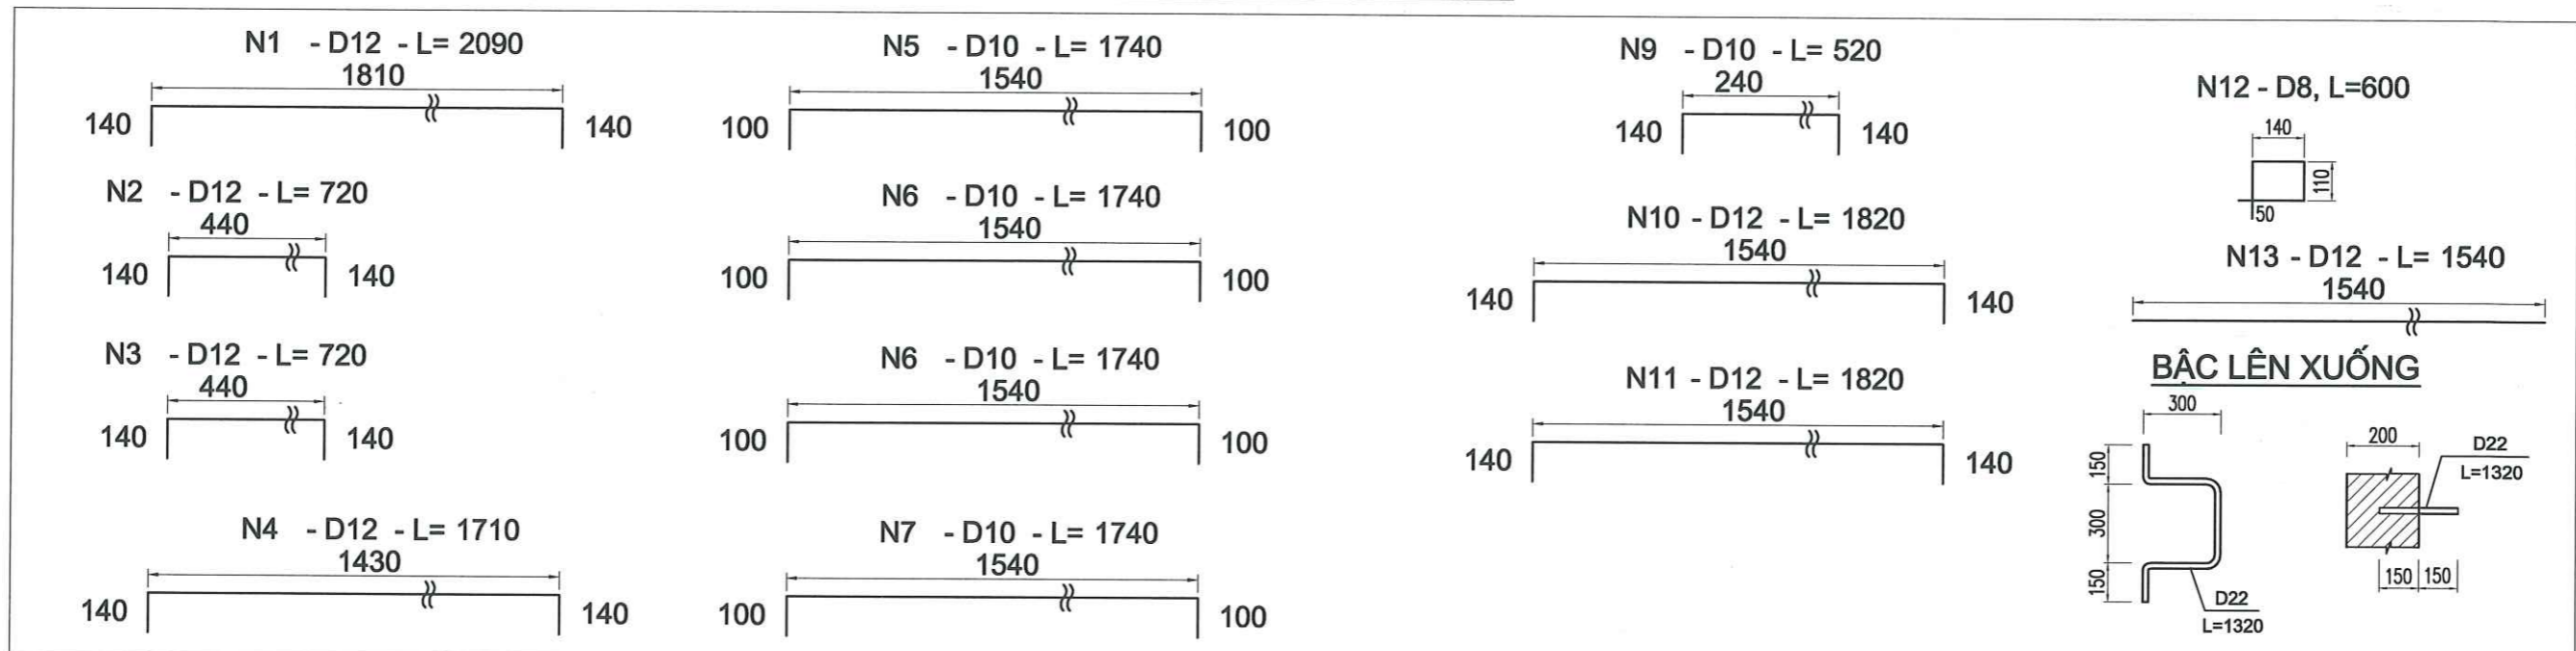 N1 - D12 - L= 2090
1810
140
140
N2 - D12 - L= 720
440
140
140
N3 - D12 - L= 720
440
140
140
N4 - D12 - L= 1710
1430
140
140
N5 - D10 - L= 1740
1540
100
100
N6 - D10 - L= 1740
1540
100
100
N6 - D10 - L= 1740
1540
100
100
N7 - D10 - L= 1740
1540
100
100
N9 - D10 - L= 520
240
140
140
N10 - D12 - L= 1820
1540
140
140
N11 - D12 - L= 1820
1540
140
140
N12 - D8, L=600
140
110
50
N13 - D12 - L= 1540
1540
BẬC LÊN XUỐNG
300
150
300
150
D22
L=1320
200
D22
L=1320
150
150